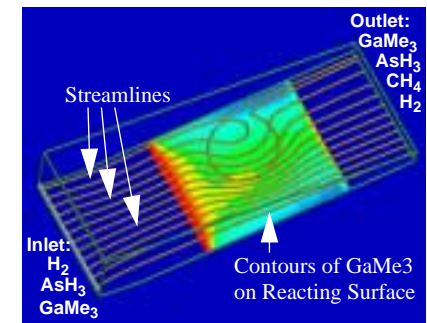 Outlet:
GaMe₃
AsH₃
CH₄
H₂
Streamlines
Inlet:
H₂
AsH₃
GaMe₃
Contours of GaMe3
on Reacting Surface